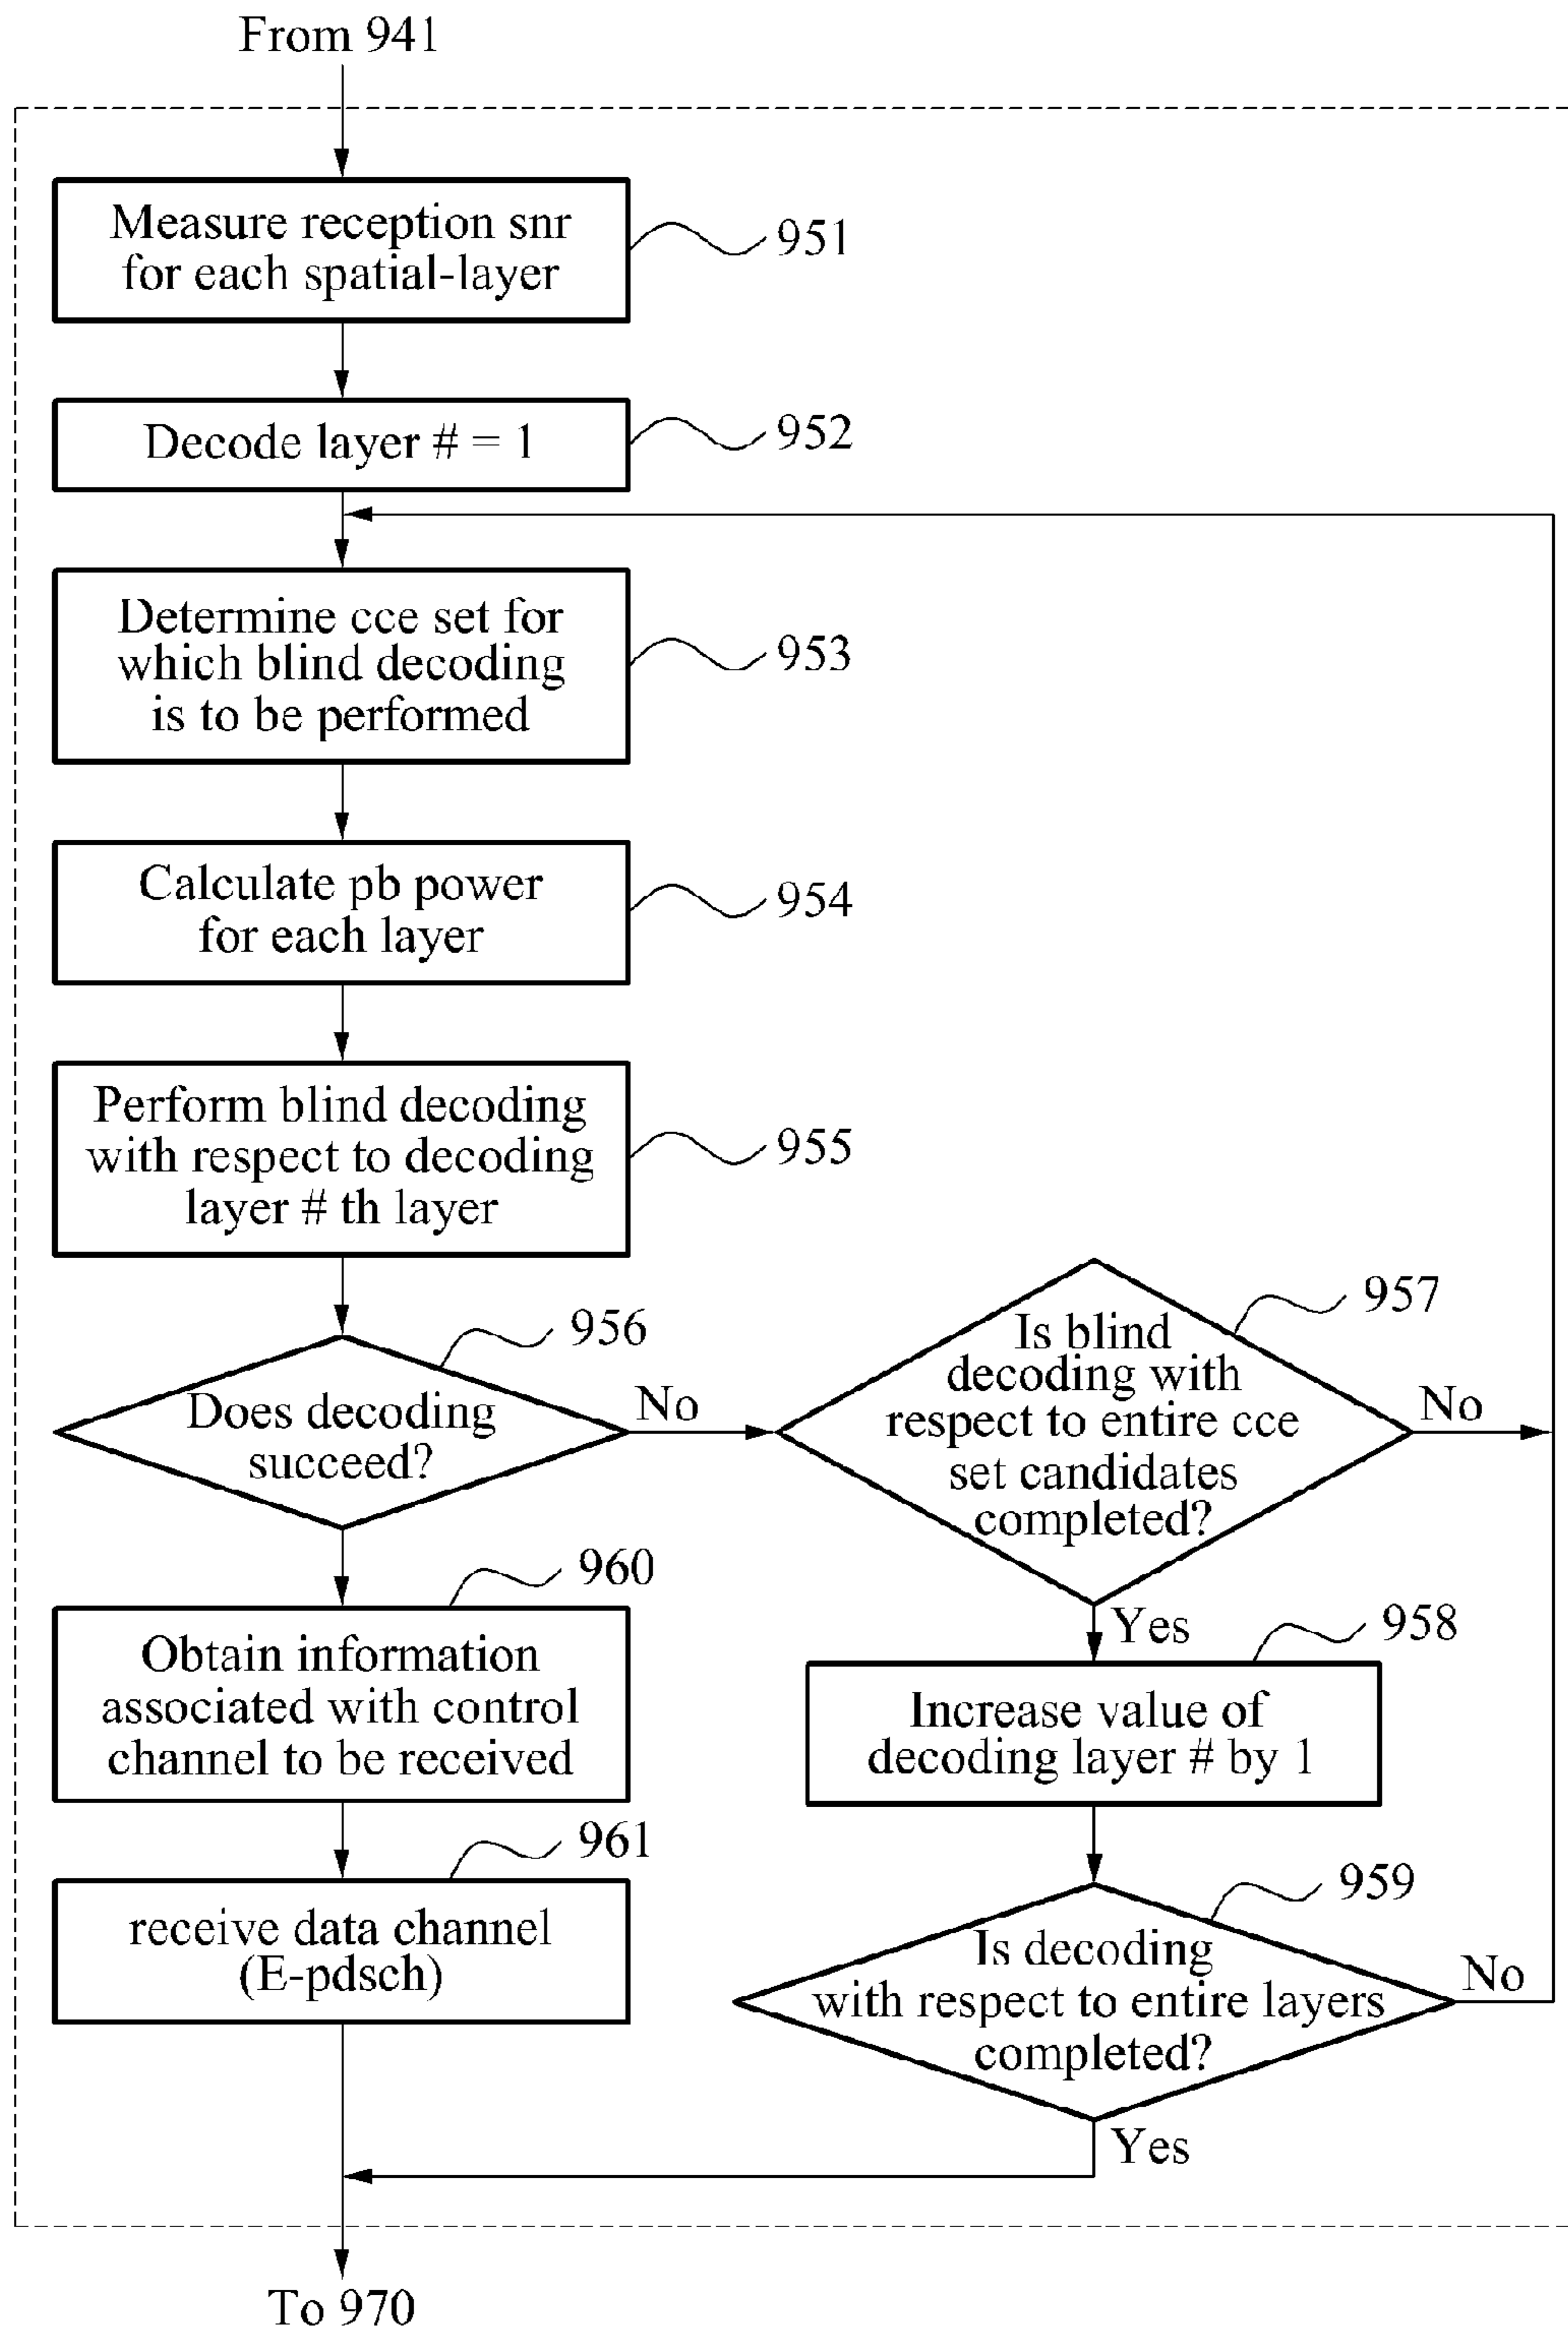 From 941
Measure reception snr
for each spatial-layer
951
Decode layer # = 1
952
Determine cce set for
which blind decoding
is to be performed
953
Calculate pb power
for each layer
954
Perform blind decoding
with respect to decoding
layer # th layer
955
956
Does decoding
succeed?
No
957
Is blind
decoding with
respect to entire cce
set candidates
completed?
No
Yes
960
Obtain information
associated with control
channel to be received
958
Increase value of
decoding layer # by 1
961
receive data channel
(E-pdsch)
959
Is decoding
with respect to entire layers
completed?
No
Yes
To 970